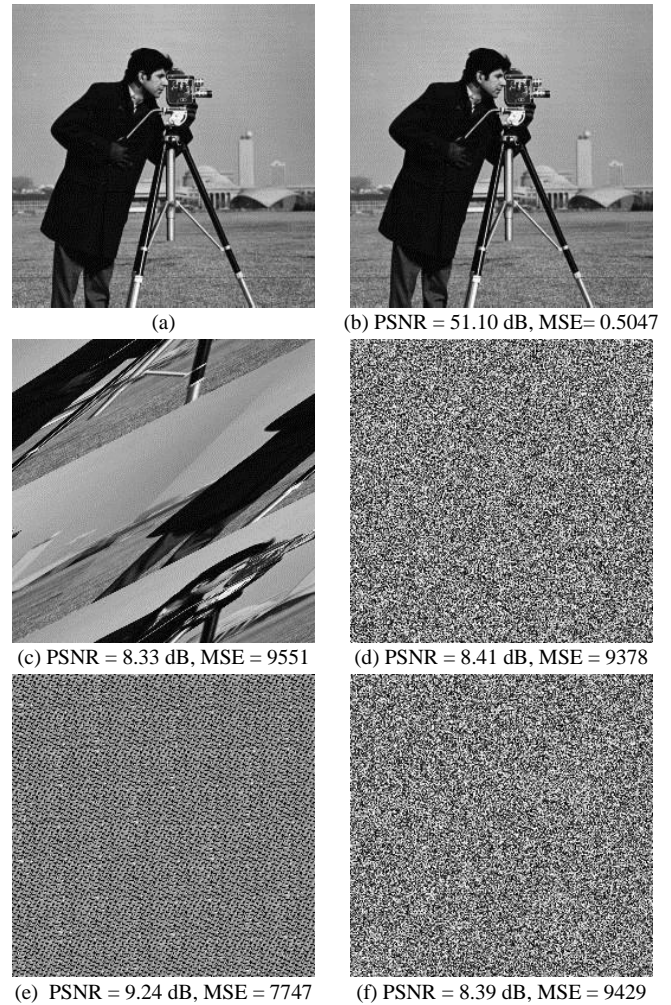 (a)
(b) PSNR = 51.10 dB, MSE= 0.5047
(c) PSNR = 8.33 dB, MSE = 9551
(d) PSNR = 8.41 dB, MSE = 9378
(e) PSNR = 9.24 dB, MSE = 7747
(f) PSNR = 8.39 dB, MSE = 9429